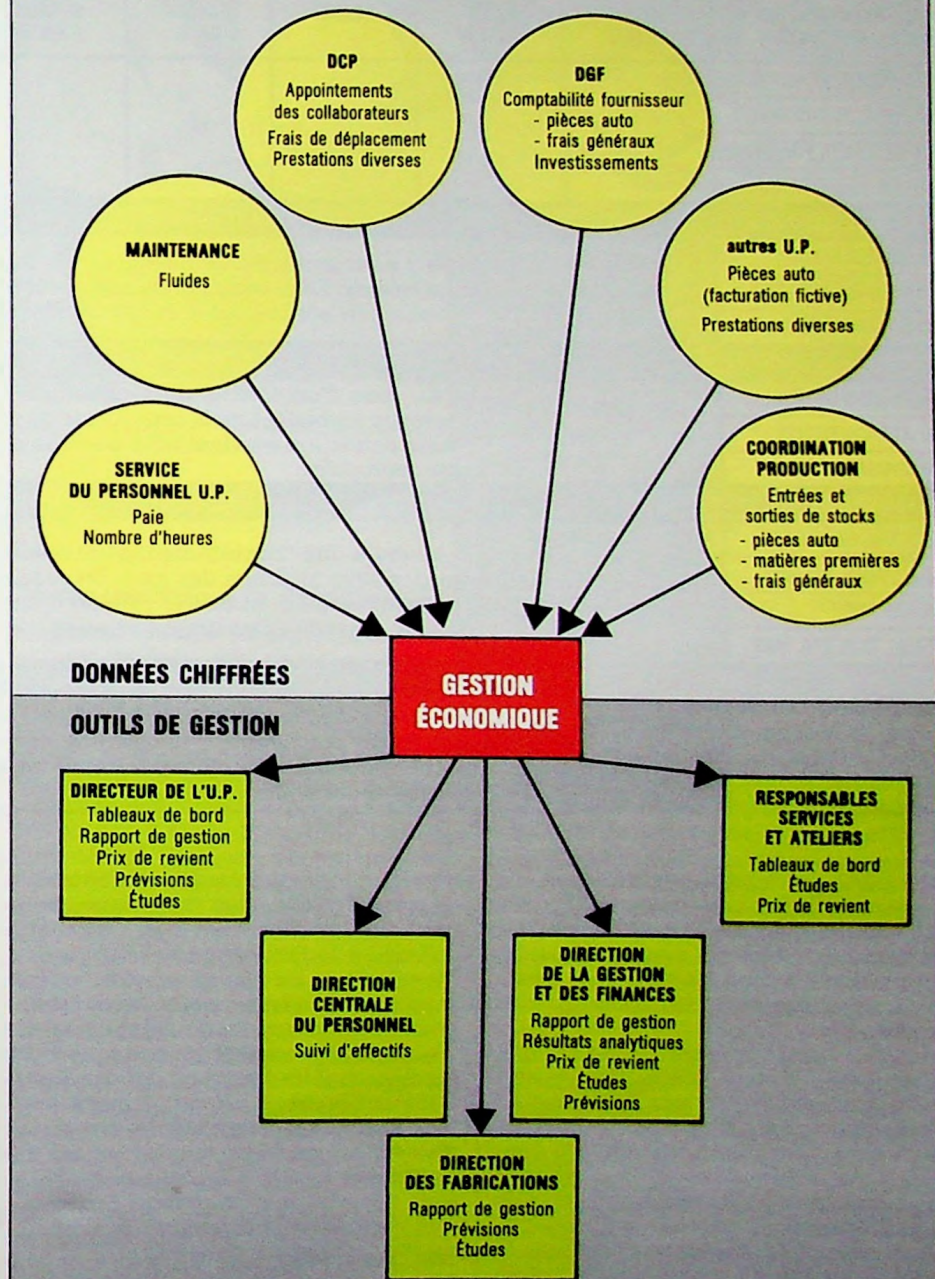 DCP
Appointements
des collaborateurs
Frais de déplacement
Prestations diverses
DGF
Comptabilité fournisseur
- pièces auto
- frais généraux
Investissements
MAINTENANCE
Fluides
autres U.P.
Pièces auto
(facturation fictive)
Prestations diverses
SERVICE
DU PERSONNEL U.P.
Paie
Nombre d'heures
COORDINATION
PRODUCTION
Entrées et
sorties de stocks
- pièces auto
- matières premières
- frais généraux
DONNÉES CHIFFRÉES
GESTION
ÉCONOMIQUE
OUTILS DE GESTION
DIRECTEUR DE L'U.P.
Tableaux de bord
Rapport de gestion
Prix de revient
Prévisions
Études
RESPONSABLES
SERVICES
ET ATELIERS
Tableaux de bord
Études
Prix de revient
DIRECTION
CENTRALE
DU PERSONNEL
Suivi d'effectifs
DIRECTION
DE LA GESTION
ET DES FINANCES
Rapport de gestion
Résultats analytiques
Prix de revient
Études
Prévisions
DIRECTION
DES FABRICATIONS
Rapport de gestion
Prévisions
Études